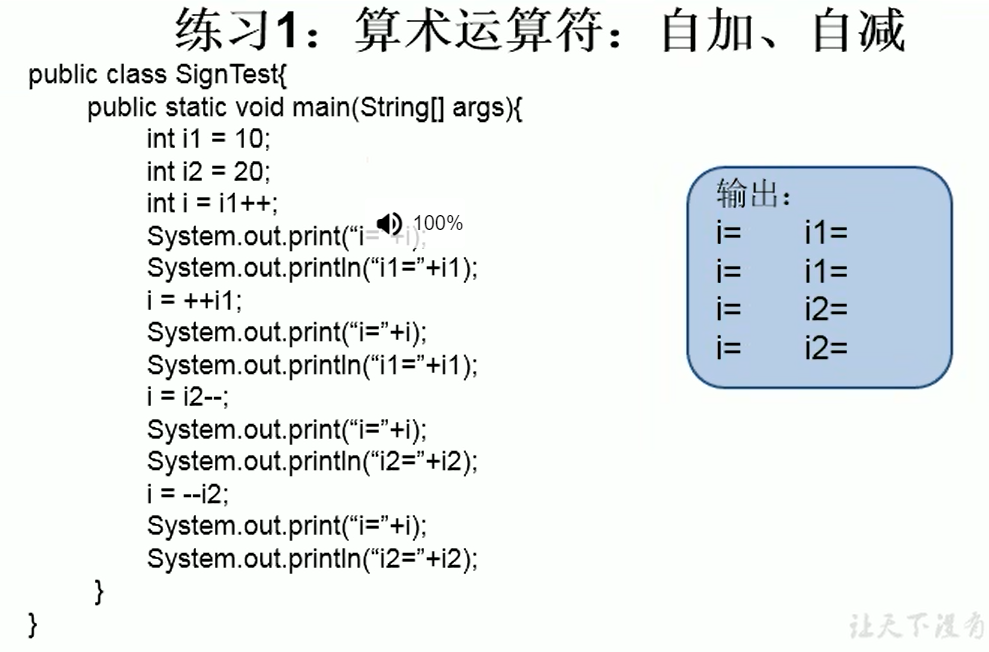 练习1：算术运算符：自加、自减
public class SignTest{
public static void main(String[] args){
int i1 = 10;
int i2 = 20;
int i = i1++;
System.out.print(“i=”+i);
100%
System.out.println(“i1=”+i1);
i = ++i1;
System.out.print(“i=”+i);
System.out.println(“i1=”+i1);
i = i2--;
System.out.print(“i=”+i);
System.out.println(“i2=”+i2);
i = --i2;
System.out.print(“i=”+i);
System.out.println(“i2=”+i2);
}
}
输出：
i= i1=
i= i1=
i= i2=
i= i2=
让天下没有